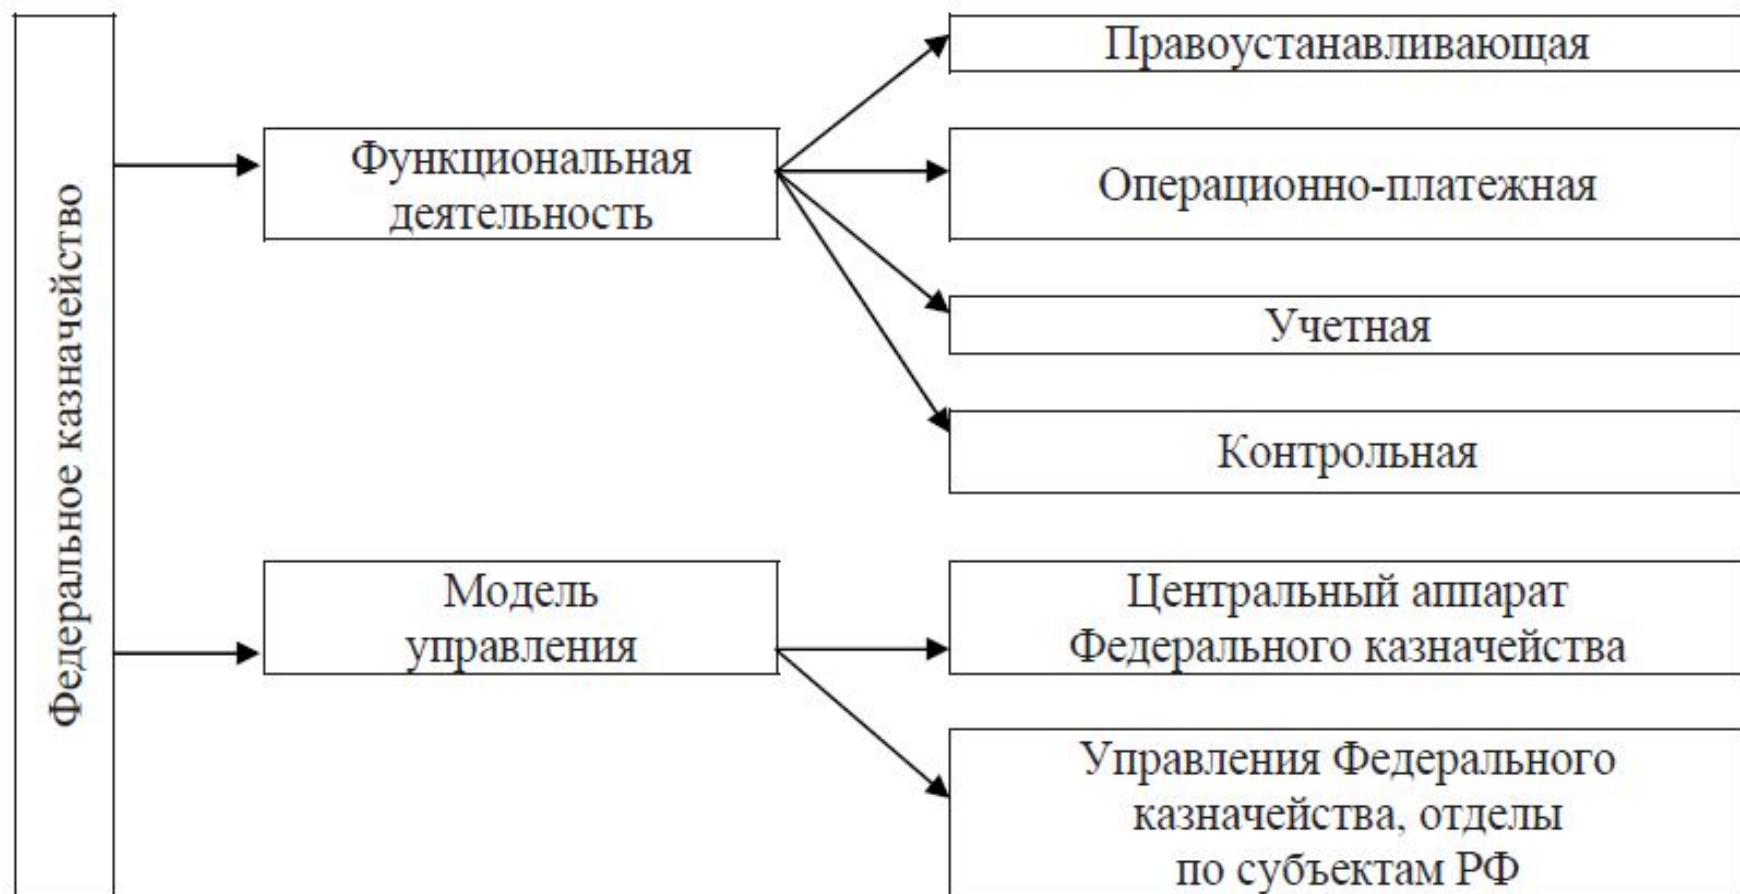 Федеральное казначейство
Функциональная
деятельность
Правоустанавливающая
Операционно-платежная
Учетная
Контрольная
Модель
управления
Центральный аппарат
Федерального казначейства
Управления Федерального
казначейства, отделы
по субъектам РФ